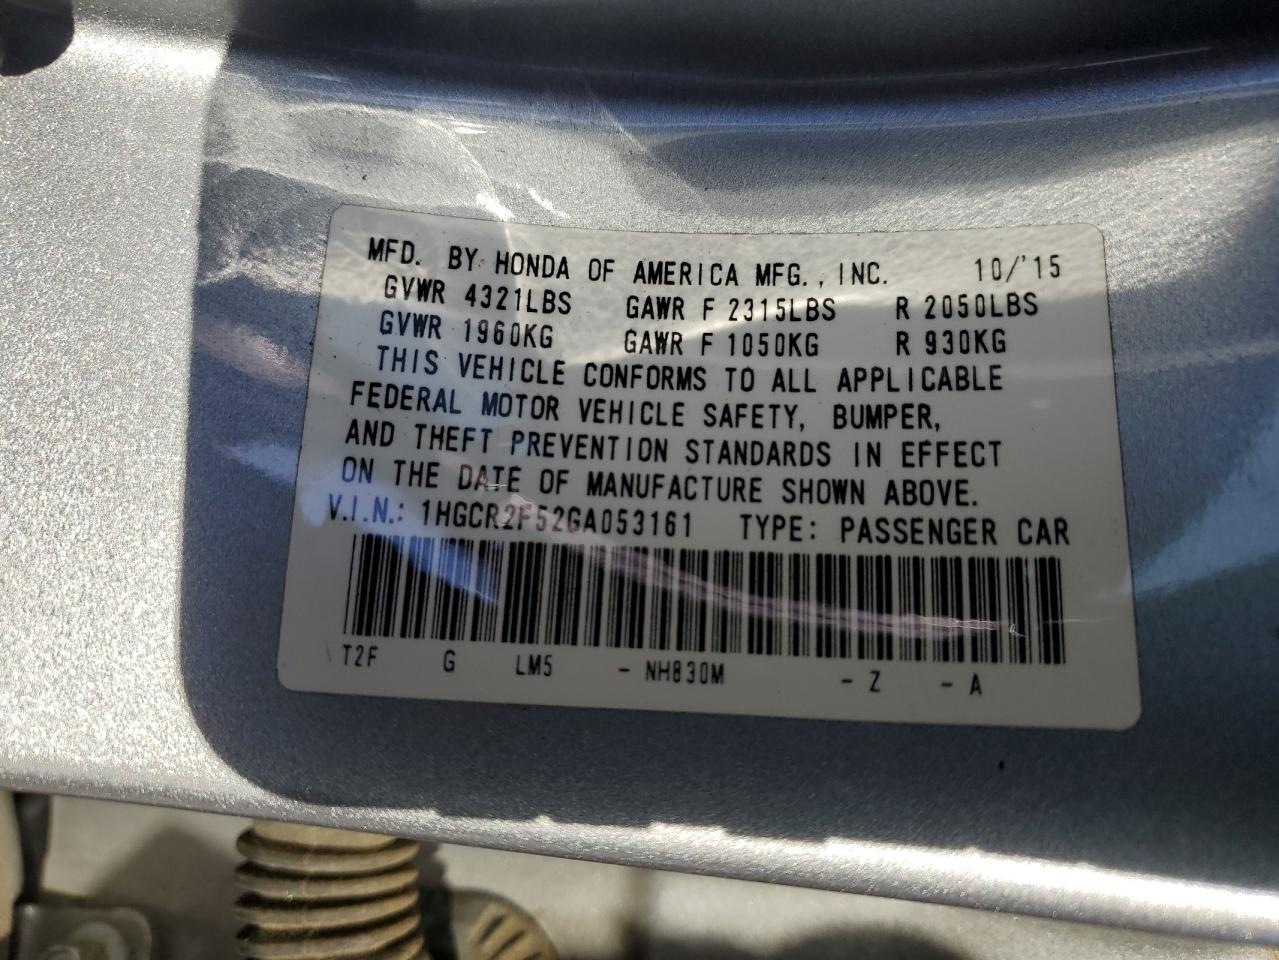 MFD. BY HONDA OF AMERICA MFG., INC. 10/'15
GVWR 4321LBS GAWR F 2315LBS R 2050LBS
GVWR 1960KG GAWR F 1050KG R 930KG
THIS VEHICLE CONFORMS TO ALL APPLICABLE
FEDERAL MOTOR VEHICLE SAFETY, BUMPER,
AND THEFT PREVENTION STANDARDS IN EFFECT
ON THE DATE OF MANUFACTURE SHOWN ABOVE.
V.I.N.: 1HGCR2F52GA053161 TYPE: PASSENGER CAR
T2F G LM5 - NH830M - Z - A